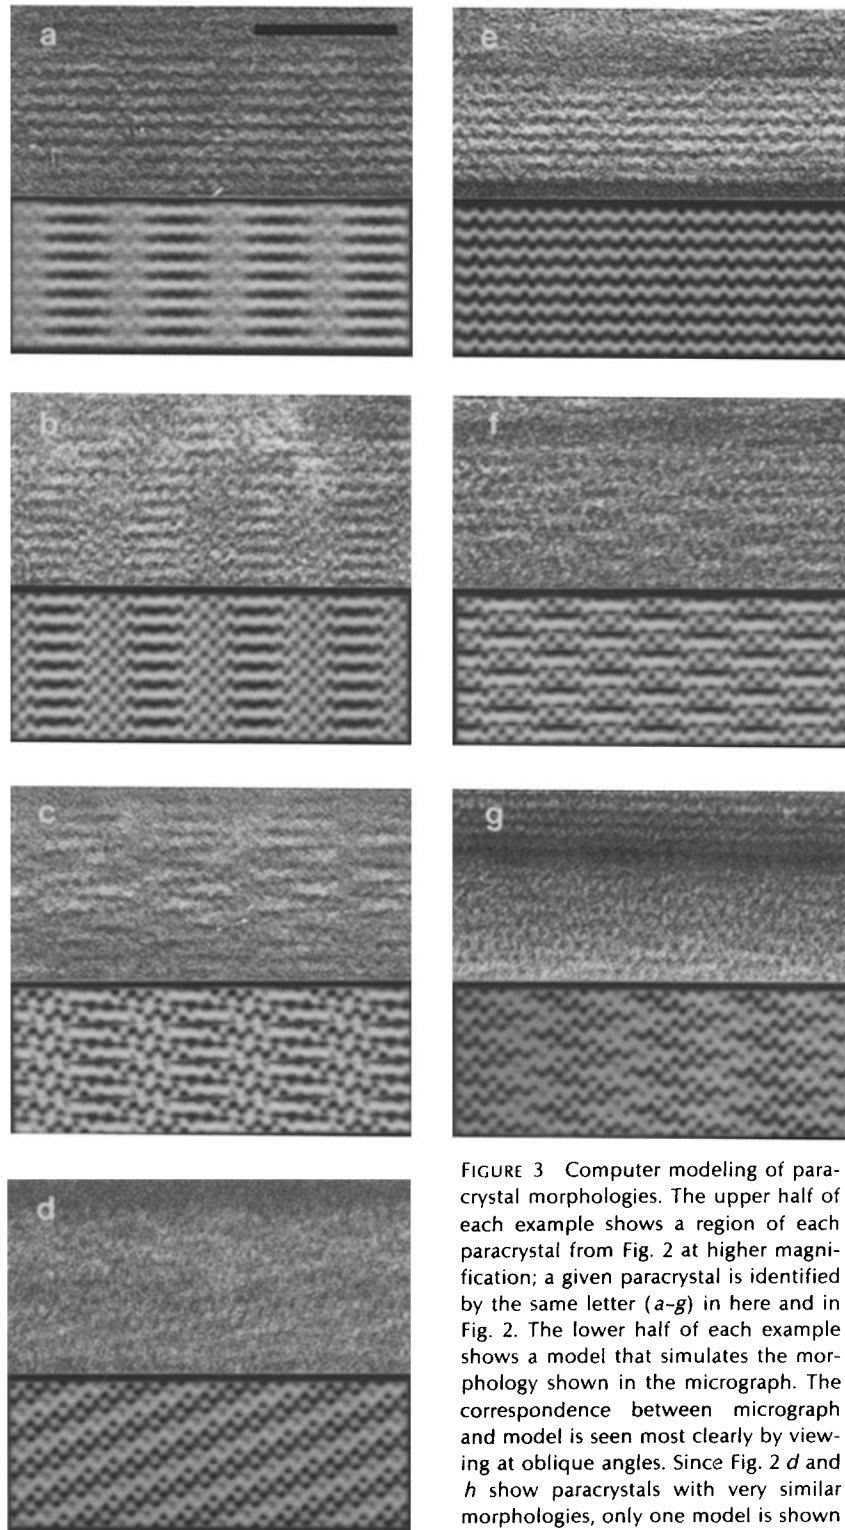 a
e
b
f
c
g
d
FIGURE 3 Computer modeling of para-
crystal morphologies. The upper half of
each example shows a region of each
paracrystal from Fig. 2 at higher magni-
fication; a given paracrystal is identified
by the same letter (a-g) in here and in
Fig. 2. The lower half of each example
shows a model that simulates the mor-
phology shown in the micrograph. The
correspondence between micrograph
and model is seen most clearly by view-
ing at oblique angles. Since Fig. 2 d and
h show paracrystals with very similar
morphologies, only one model is shown